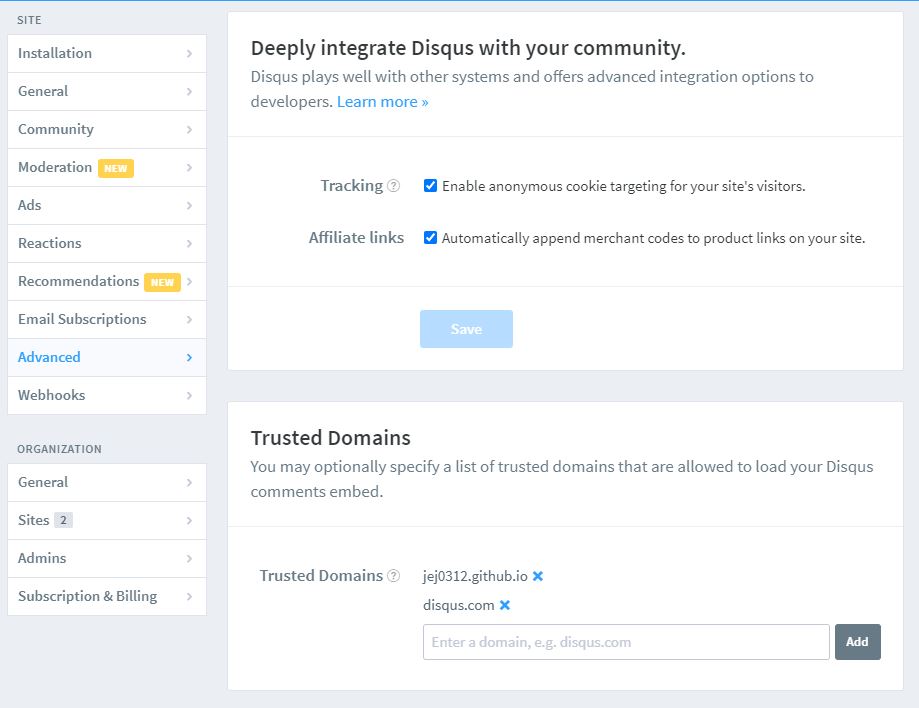 SITE
Installation
General
Community
Moderation NEW
Ads
Reactions
Recommendations NEW
Email Subscriptions
Advanced
Webhooks
ORGANIZATION
General
Sites 2
Admins
Subscription & Billing
Deeply integrate Disqus with your community.
Disqus plays well with other systems and offers advanced integration options to
developers. Learn more »
Tracking ? Enable anonymous cookie targeting for your site's visitors.
Affiliate links Automatically append merchant codes to product links on your site.
Save
Trusted Domains
You may optionally specify a list of trusted domains that are allowed to load your Disqus
comments embed.
Trusted Domains ? jej0312.github.io
disqus.com
Enter a domain, e.g. disqus.com Add